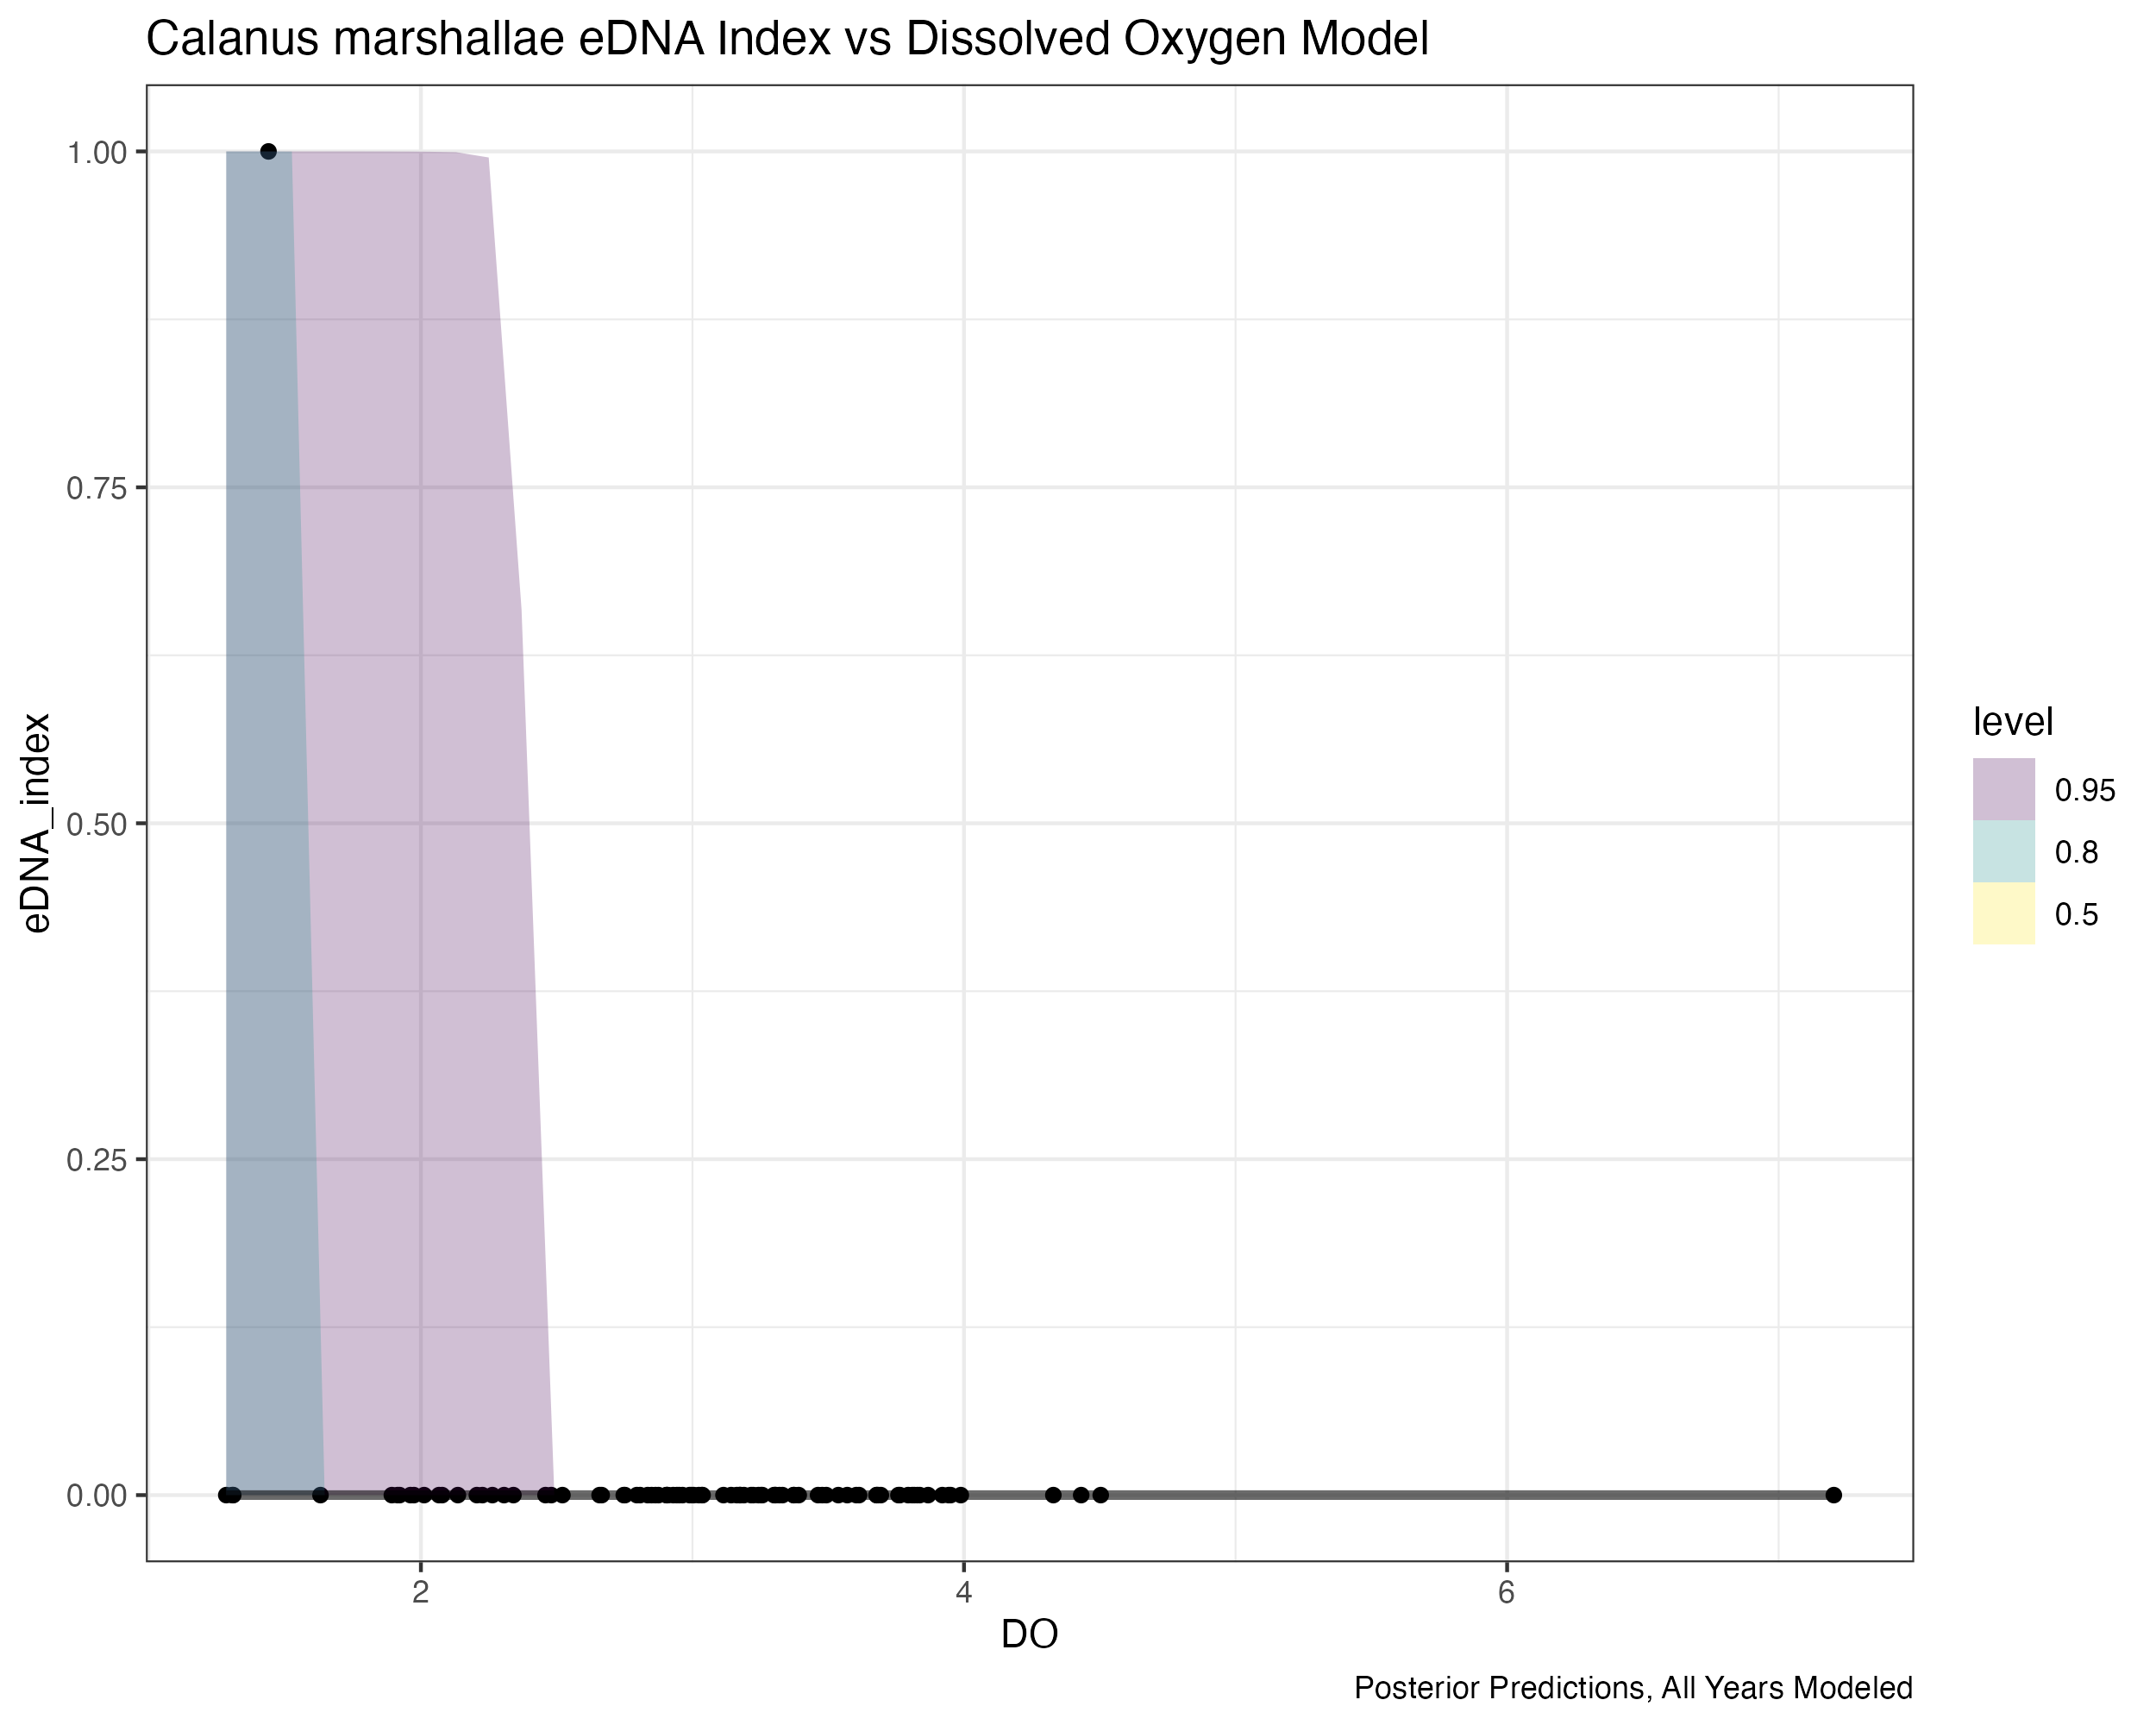 Calanus marshallae eDNA Index vs Dissolved Oxygen Model
1.00
0.75
0.50
0.25
0.00
eDNA_index
2
4
6
DO
level
0.95
0.8
0.5
Posterior Predictions, All Years Modeled